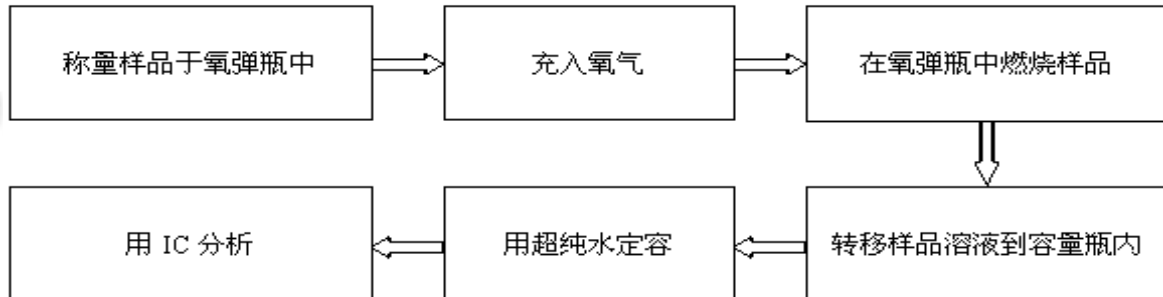 称量样品于氧弹瓶中
充入氧气
在氧弹瓶中燃烧样品
转移样品溶液到容量瓶内
用超纯水定容
用 IC 分析